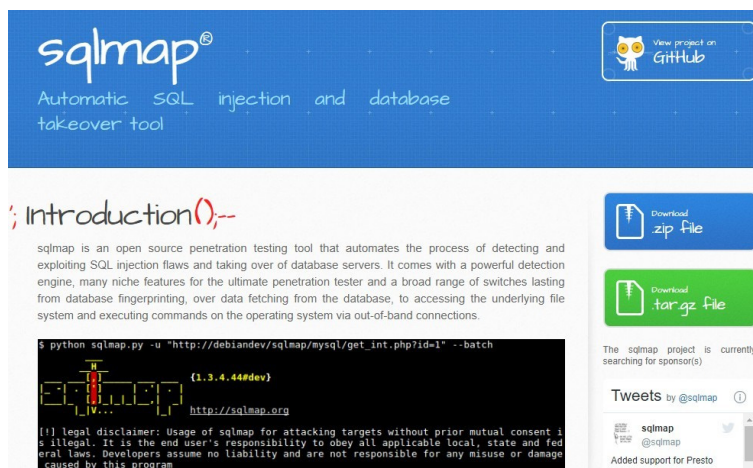 sqlmap®
Automatic SQL injection and database
takeover tool
View project on
GitHub
'; Introduction();--
sqlmap is an open source penetration testing tool that automates the process of detecting and
exploiting SQL injection flaws and taking over of database servers. It comes with a powerful detection
engine, many niche features for the ultimate penetration tester and a broad range of switches lasting
from database fingerprinting, over data fetching from the database, to accessing the underlying file
system and executing commands on the operating system via out-of-band connections.
$ python sqlmap.py -u "http://debiandev/sqlmap/mysql/get_int.php?id=1" --batch
{1.3.4.44#dev}
http://sqlmap.org
[!] legal disclaimer: Usage of sqlmap for attacking targets without prior mutual consent i
s illegal. It is the end user's responsibility to obey all applicable local, state and fed
eral laws. Developers assume no liability and are not responsible for any misuse or damage
caused by this program
Download
.zip file
Download
.tar.gz file
The sqlmap project is currently
searching for sponsor(s)
Tweets by @sqlmap
sqlmap
@sqlmap
Added support for Presto